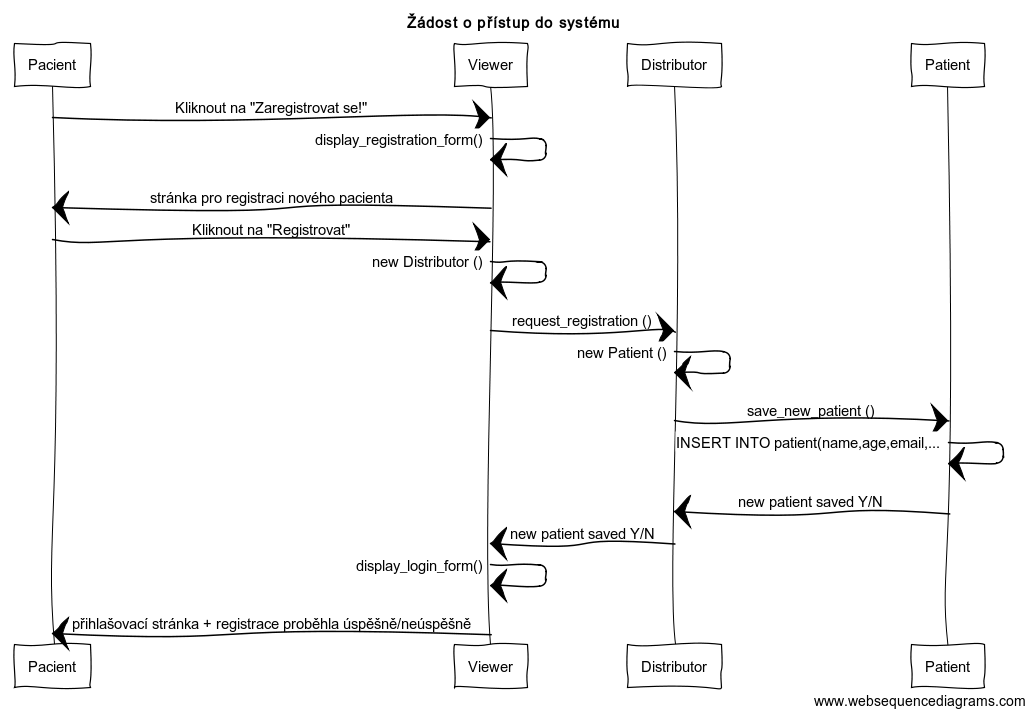 Žádost o přístup do systému
Pacient
Viewer
Distributor
Patient
Kliknout na "Zaregistrovat se!"
display_registration_form()
stránka pro registraci nového pacienta
Kliknout na "Registrovat"
new Distributor ()
request_registration ()
new Patient ()
save_new_patient ()
INSERT INTO patient(name,age,email,...
new patient saved Y/N
new patient saved Y/N
display_login_form()
přihlašovací stránka + registrace proběhla úspěšně/neúspěšně
Pacient
Viewer
Distributor
Patient
www.websequencediagrams.com